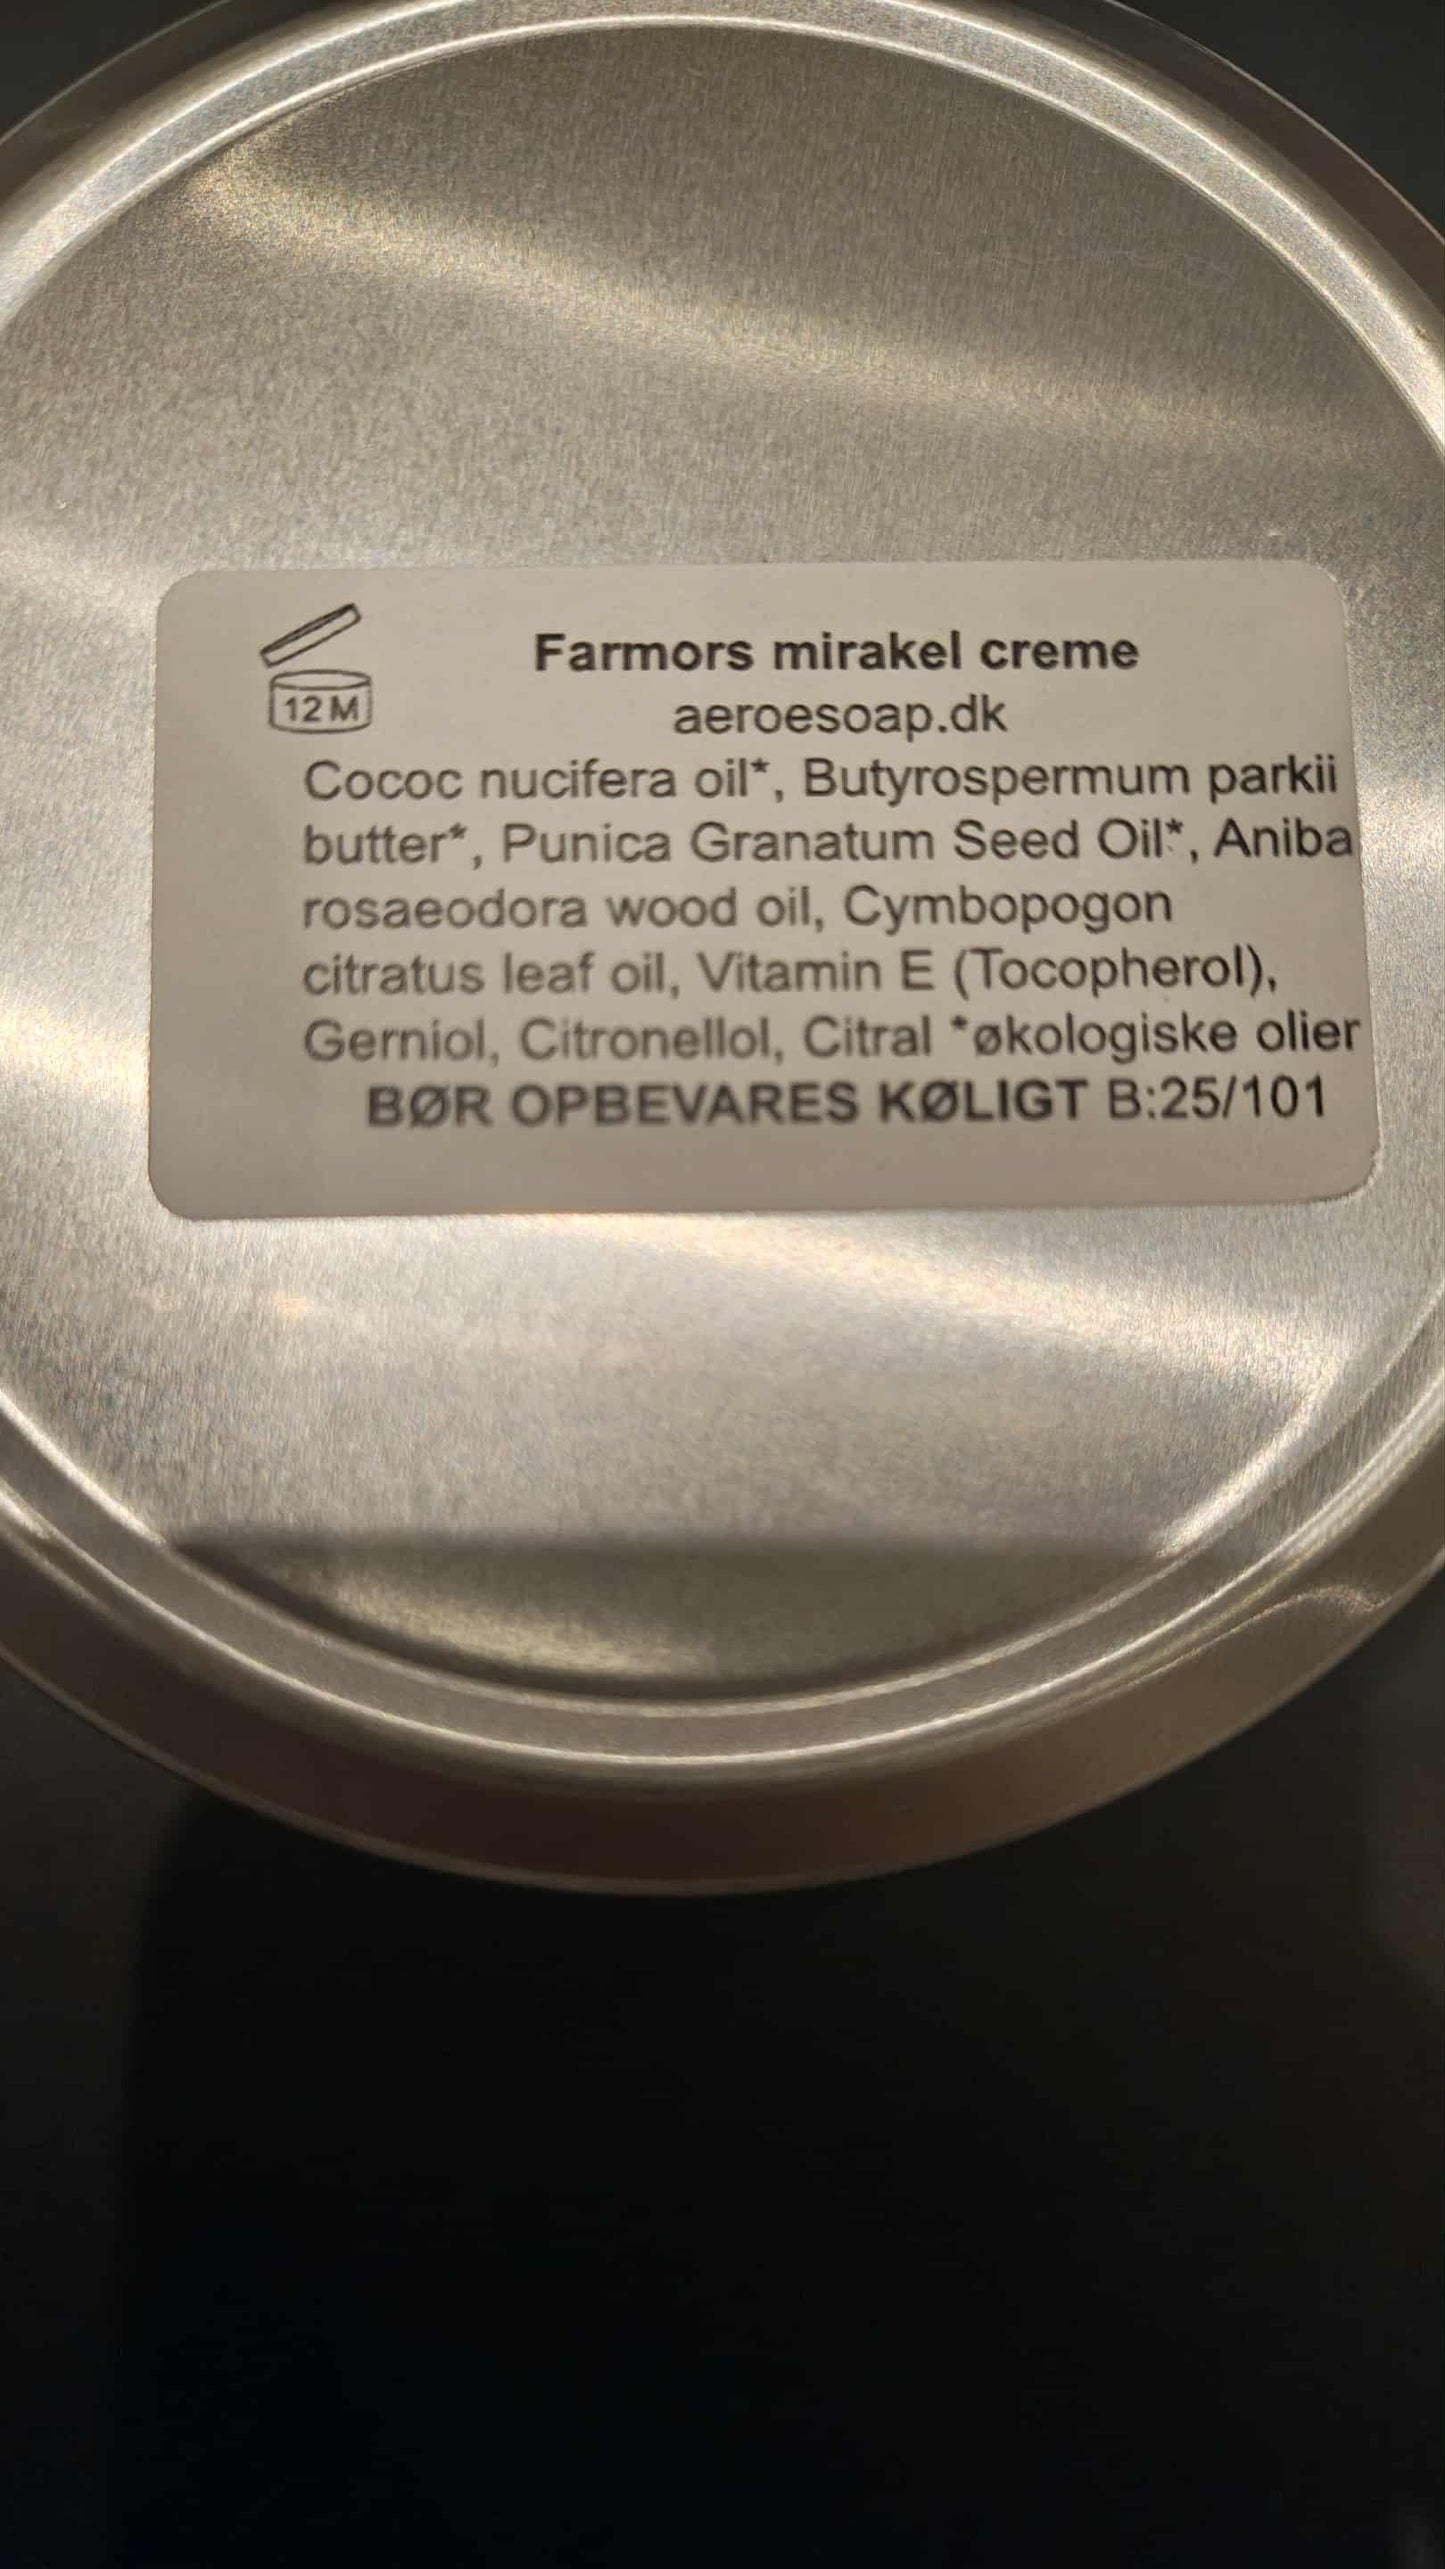 12 M
Farmors mirakel creme
aeroesoap.dk
Cococ nucifera oil*, Butyrospermum parkii
butter*, Punica Granatum Seed Oil*, Aniba
rosaeodora wood oil, Cymbopogon
citratus leaf oil, Vitamin E (Tocopherol),
Gerniol, Citronellol, Citral *økologiske olier
BØR OPBEVARES KØLIGT B:25/101